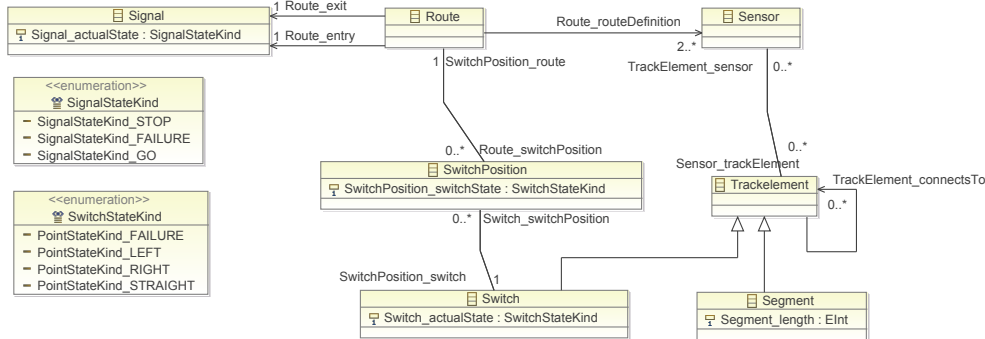 Signal
Signal_actualState : SignalStateKind
1 Route_exit
1 Route_entry
Route
Route_routeDefinition
2..*
Sensor
<<enumeration>>
SignalStateKind
SignalStateKind_STOP
SignalStateKind_FAILURE
SignalStateKind_GO
1 SwitchPosition_route
TrackElement_sensor
0..*
0..* Route_switchPosition
SwitchPosition
SwitchPosition_switchState : SwitchStateKind
0..*
Sensor_trackElement
Trackelement
TrackElement_connectsTo
0..*
<<enumeration>>
SwitchStateKind
PointStateKind_FAILURE
PointStateKind_LEFT
PointStateKind_RIGHT
PointStateKind_STRAIGHT
0..* Switch_switchPosition
SwitchPosition_switch 1
Switch
Switch_actualState : SwitchStateKind
Segment
Segment_length : EInt